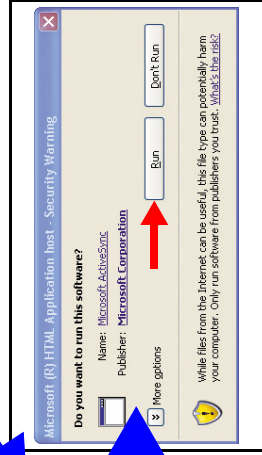 Microsoft (R) HTML Application host - Security Warning
Do you want to run this software?
Name: Microsoft ActiveSync
Publisher: Microsoft Corporation
More options
Run
Don't Run
While files from the Internet can be useful, this file type can potentially harm
your computer. Only run software from publishers you trust. What's the risk?